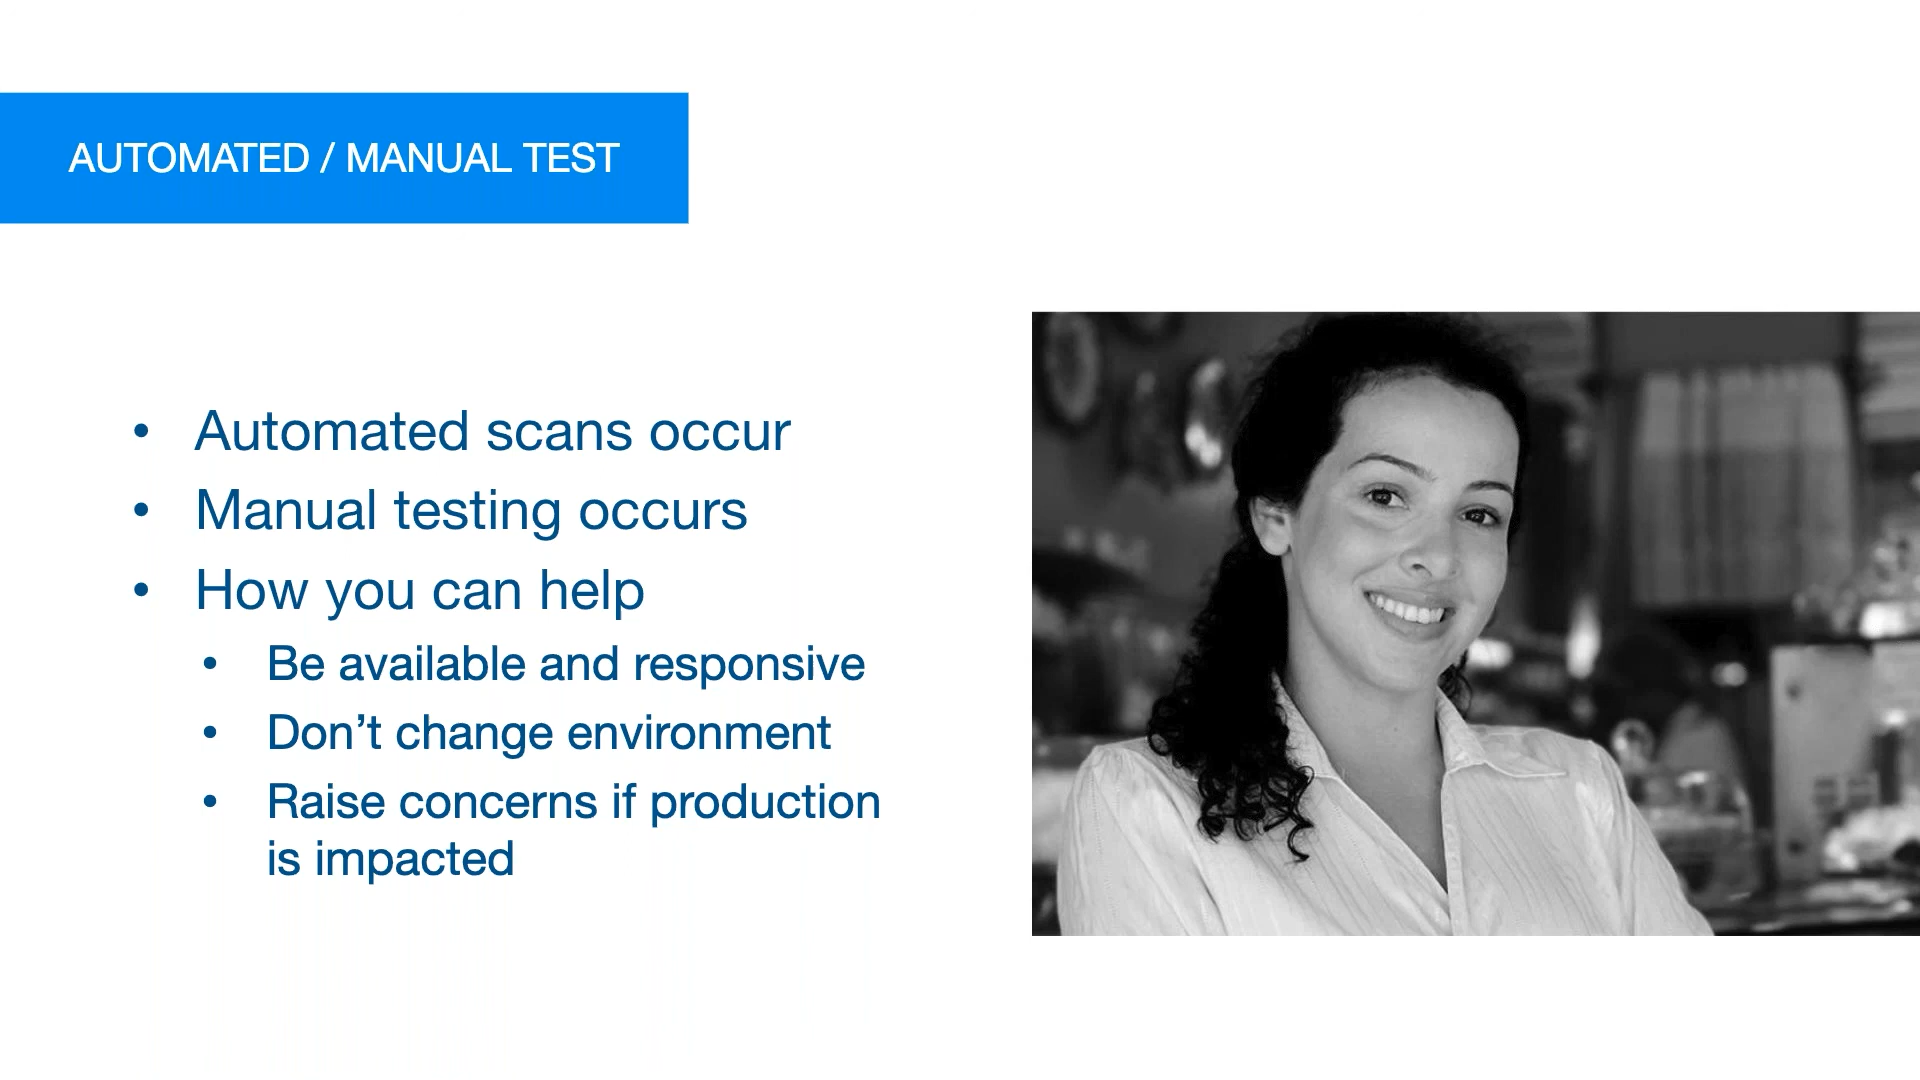 AUTOMATED / MANUAL TEST
• Automated scans occur
• Manual testing occurs
• How you can help
• Be available and responsive
• Don’t change environment
• Raise concerns if production
is impacted